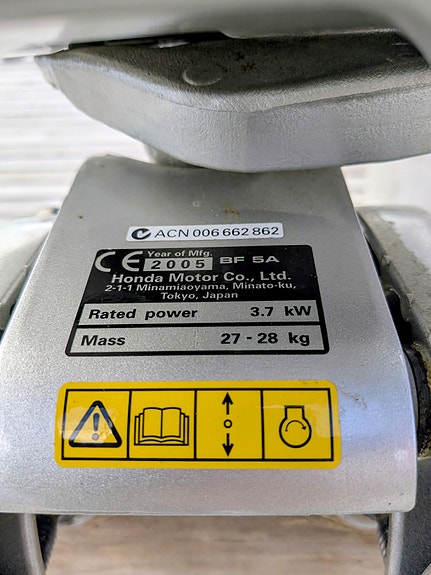 ACN 006 662 862
CE Year of Mfg. 2005 BF 5A
Honda Motor Co., Ltd.
2-1-1 Minamiaoyama, Minato-ku,
Tokyo, Japan
Rated power 3.7 kW
Mass 27 - 28 kg